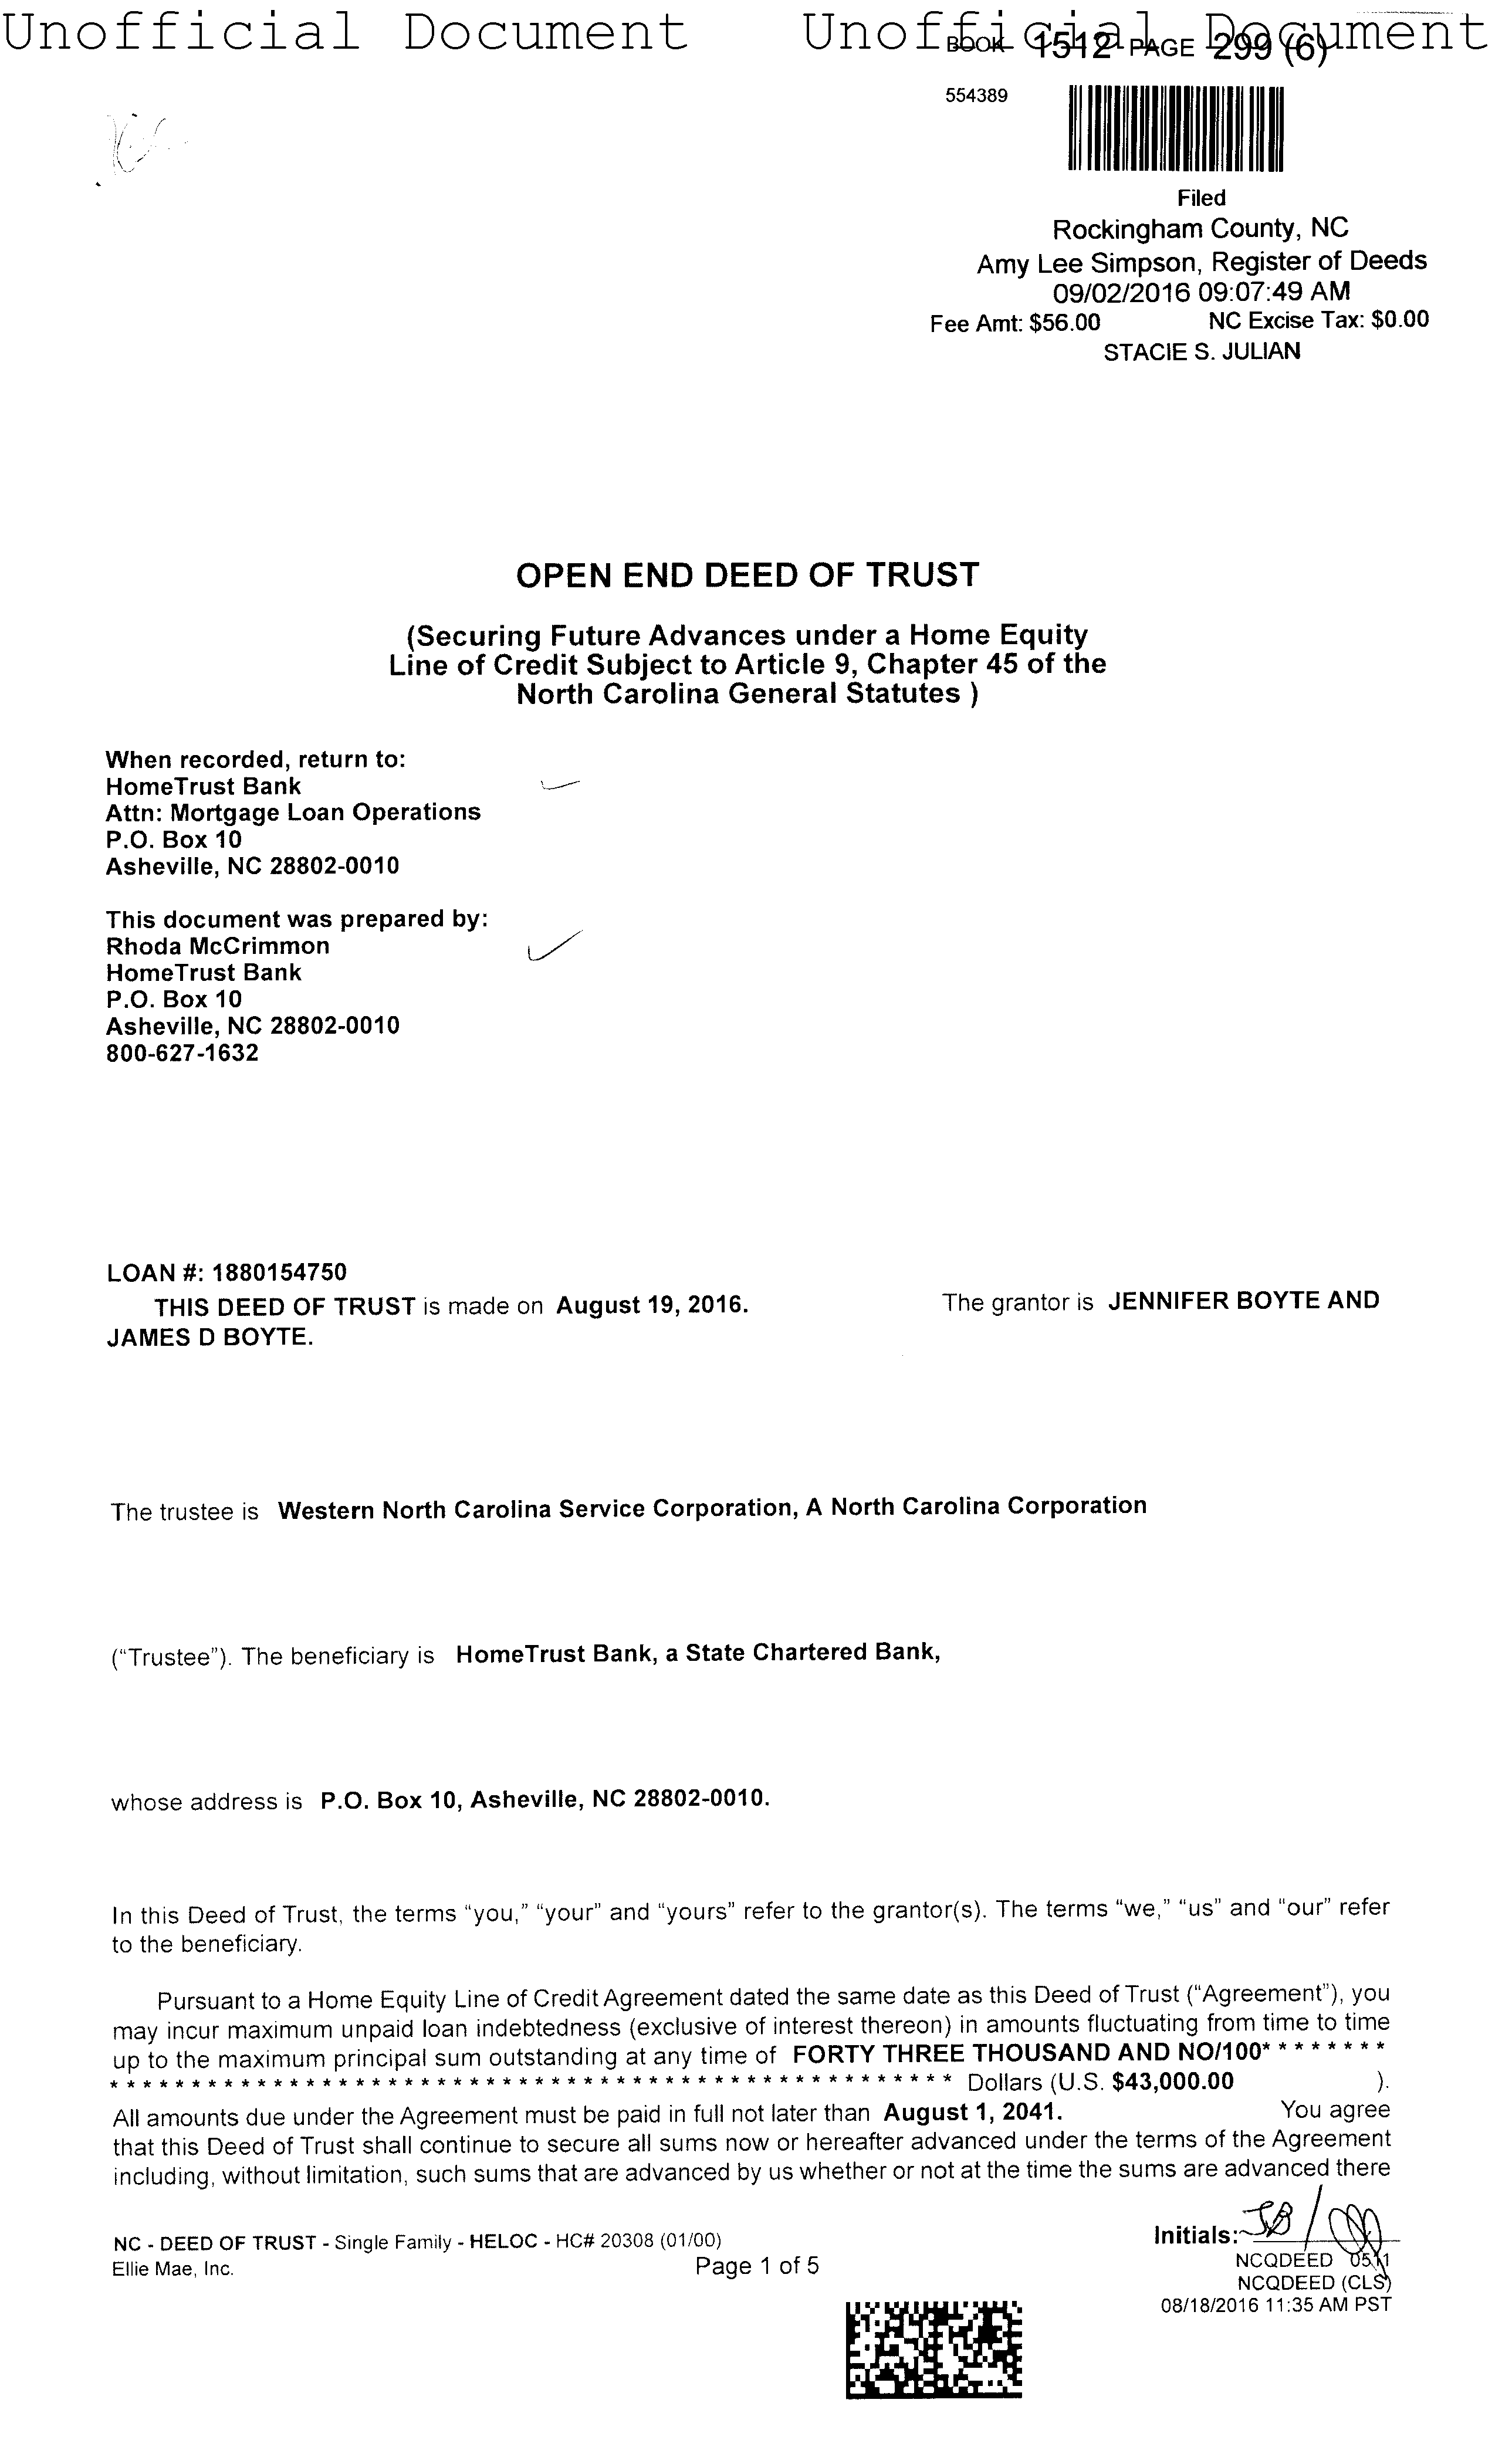 Unofficial Document Unofficial Document
BOOK 1512 PAGE 299 (6)
554389
Filed
Rockingham County, NC
Amy Lee Simpson, Register of Deeds
09/02/2016 09:07:49 AM
Fee Amt: $56.00 NC Excise Tax: $0.00
STACIE S. JULIAN
OPEN END DEED OF TRUST
(Securing Future Advances under a Home Equity
Line of Credit Subject to Article 9, Chapter 45 of the
North Carolina General Statutes )
When recorded, return to:
HomeTrust Bank
Attn: Mortgage Loan Operations
P.O. Box 10
Asheville, NC 28802-0010
This document was prepared by:
Rhoda McCrimmon
HomeTrust Bank
P.O. Box 10
Asheville, NC 28802-0010
800-627-1632
LOAN #: 1880154750
THIS DEED OF TRUST is made on August 19, 2016. The grantor is JENNIFER BOYTE AND
JAMES D BOYTE.
The trustee is Western North Carolina Service Corporation, A North Carolina Corporation
(“Trustee”). The beneficiary is HomeTrust Bank, a State Chartered Bank,
whose address is P.O. Box 10, Asheville, NC 28802-0010.
In this Deed of Trust, the terms “you,” “your” and “yours” refer to the grantor(s). The terms “we,” “us” and “our” refer
to the beneficiary.
Pursuant to a Home Equity Line of Credit Agreement dated the same date as this Deed of Trust (“Agreement”), you
may incur maximum unpaid loan indebtedness (exclusive of interest thereon) in amounts fluctuating from time to time
up to the maximum principal sum outstanding at any time of FORTY THREE THOUSAND AND NO/100* * * * * * * *
* * * * * * * * * * * * * * * * * * * * * * * * * * * * * * * * * * * * * * * * * * * * * * * * * * * * Dollars (U.S. $43,000.00 ).
All amounts due under the Agreement must be paid in full not later than August 1, 2041. You agree
that this Deed of Trust shall continue to secure all sums now or hereafter advanced under the terms of the Agreement
including, without limitation, such sums that are advanced by us whether or not at the time the sums are advanced there
NC - DEED OF TRUST - Single Family - HELOC - HC# 20308 (01/00)
Ellie Mae, Inc. Page 1 of 5
Initials: JB /
NCQDEED 0511
NCQDEED (CLS)
08/18/2016 11:35 AM PST